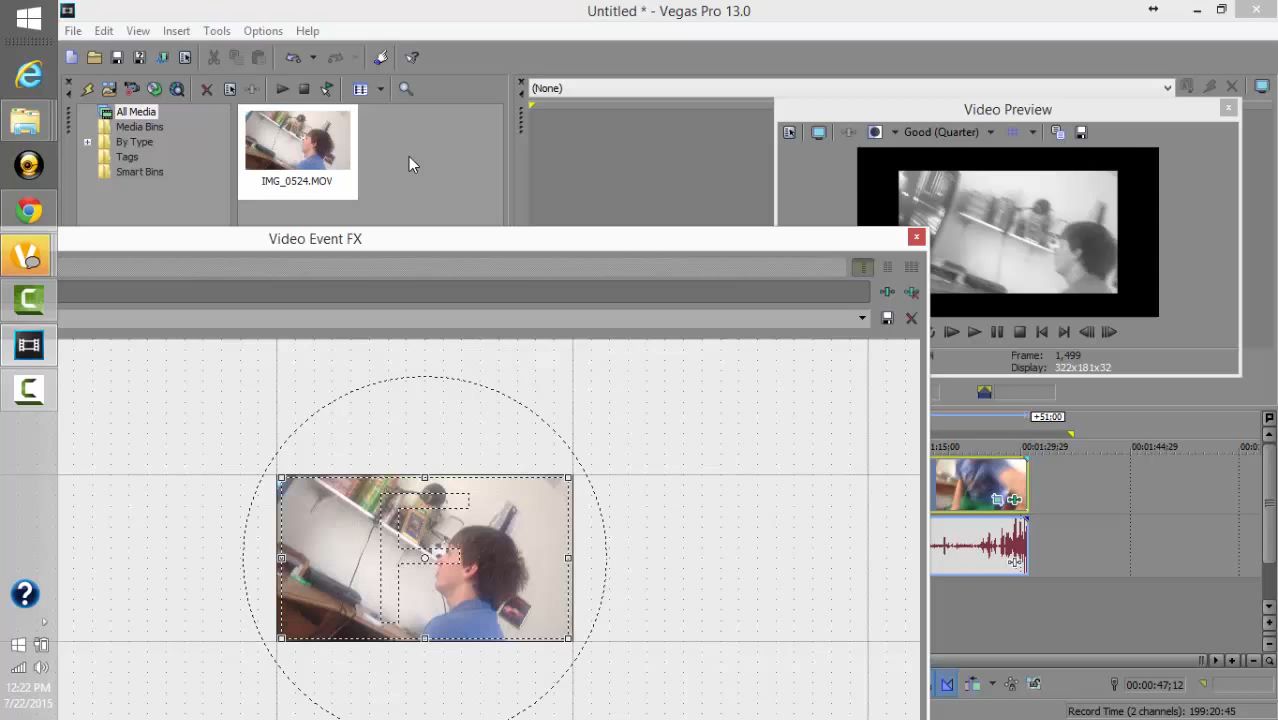 Untitled * - Vegas Pro 13.0
File Edit View Insert Tools Options Help
(None)
All Media
Media Bins
By Type
Tags
Smart Bins
IMG_0524.MOV
Video Preview
Good (Quarter)
Video Event FX
Frame: 1,499
Display: 322x181x32
+51;00
1:15;00 00:01:29;29 00:01:44;29 00:0
12:22 PM
7/22/2015
00:00:47;12
Record Time (2 channels): 199:20:45